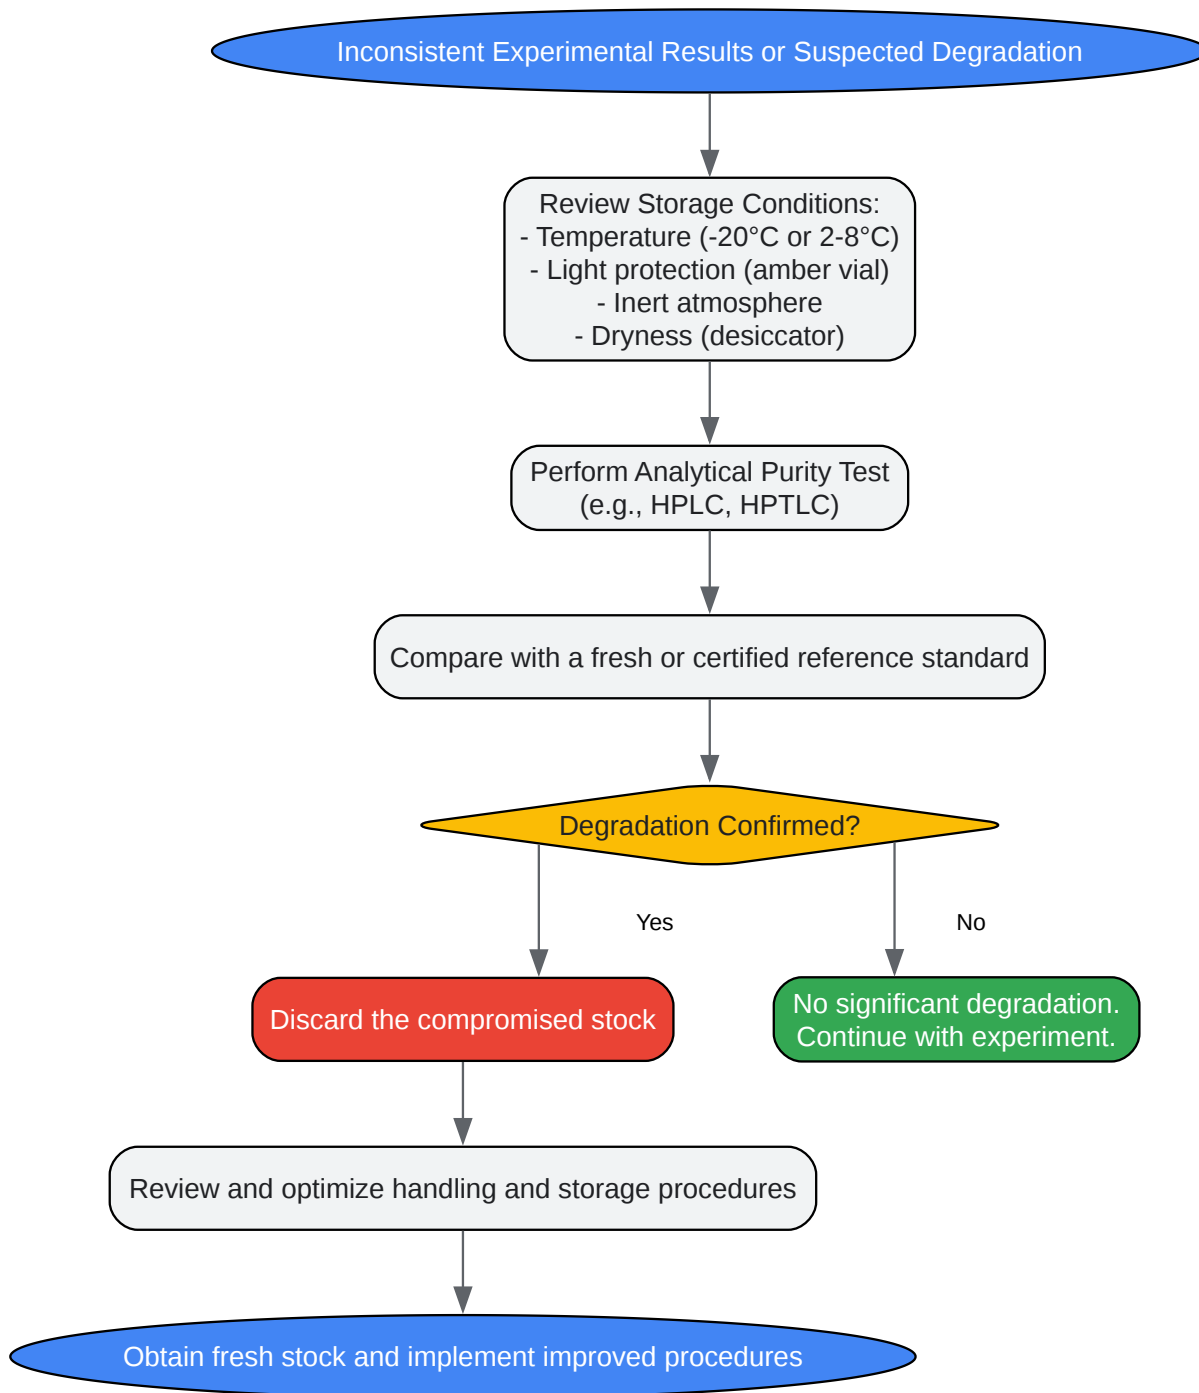 Inconsistent Experimental Results or Suspected Degradation
Review Storage Conditions:
- Temperature (-20°C or 2-8°C)
- Light protection (amber vial)
- Inert atmosphere
- Dryness (desiccator)
Perform Analytical Purity Test
(e.g., HPLC, HPTLC)
Compare with a fresh or certified reference standard
Degradation Confirmed?
Yes
No
Discard the compromised stock
No significant degradation.
Continue with experiment.
Review and optimize handling and storage procedures
Obtain fresh stock and implement improved procedures